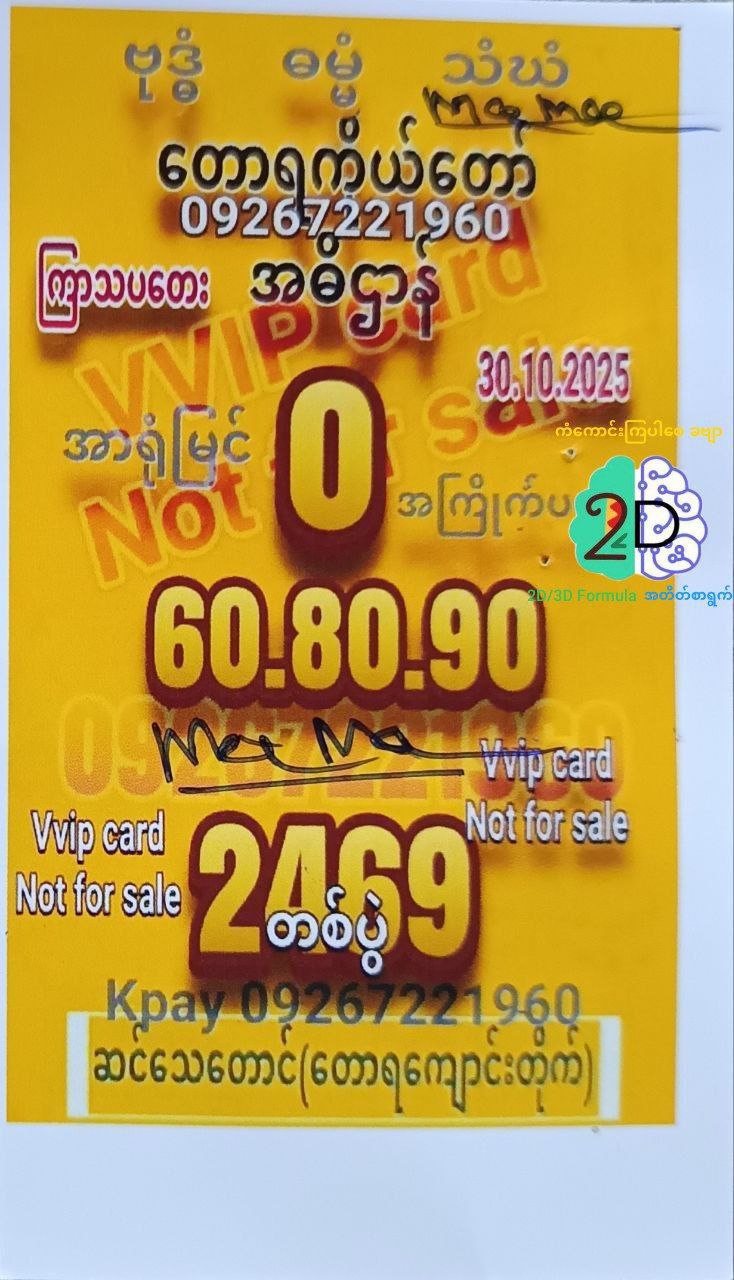 ဗုဒ္ဓံ ဓမ္မံ သံဃံ
တောရကိုယ်တော်
09267221960
ကြာသပတေး အဓိဌာန်
VVIP card
Not for sale
30.10.2025
အာရုံမြင် 0 အကြိုက်ပ
ကံကောင်းကြပါစေ ခဗျာ
2D
2D/3D Formula အတိတ်စာရွက်
60.80.90
09267221960
Vvip card
Not for sale
Vvip card
Not for sale
2469
တစ်ပွဲ
Kpay 09267221960
ဆင်သေတောင်(တောရကျောင်းတိုက်)